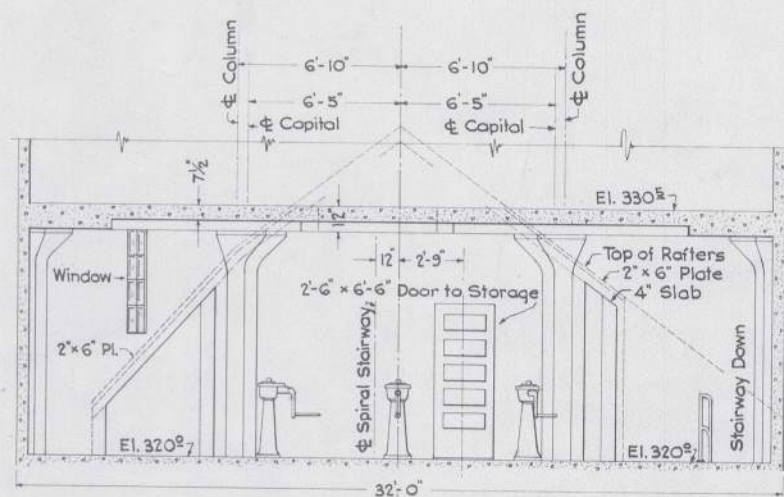 ℄ Column
6'-10"
6'-10"
℄ Column
6'-5"
6'-5"
℄ Capital
℄ Capital
7½"
El. 330⁵
12"
12"
2'-9"
Top of Rafters
2" x 6" Plate
4" Slab
Window
2'-6" x 6'-6" Door to Storage
2"x 6" Pl.
℄ Spiral Stairway
Stairway Down
El. 320⁰
El. 320⁰
32'-0"